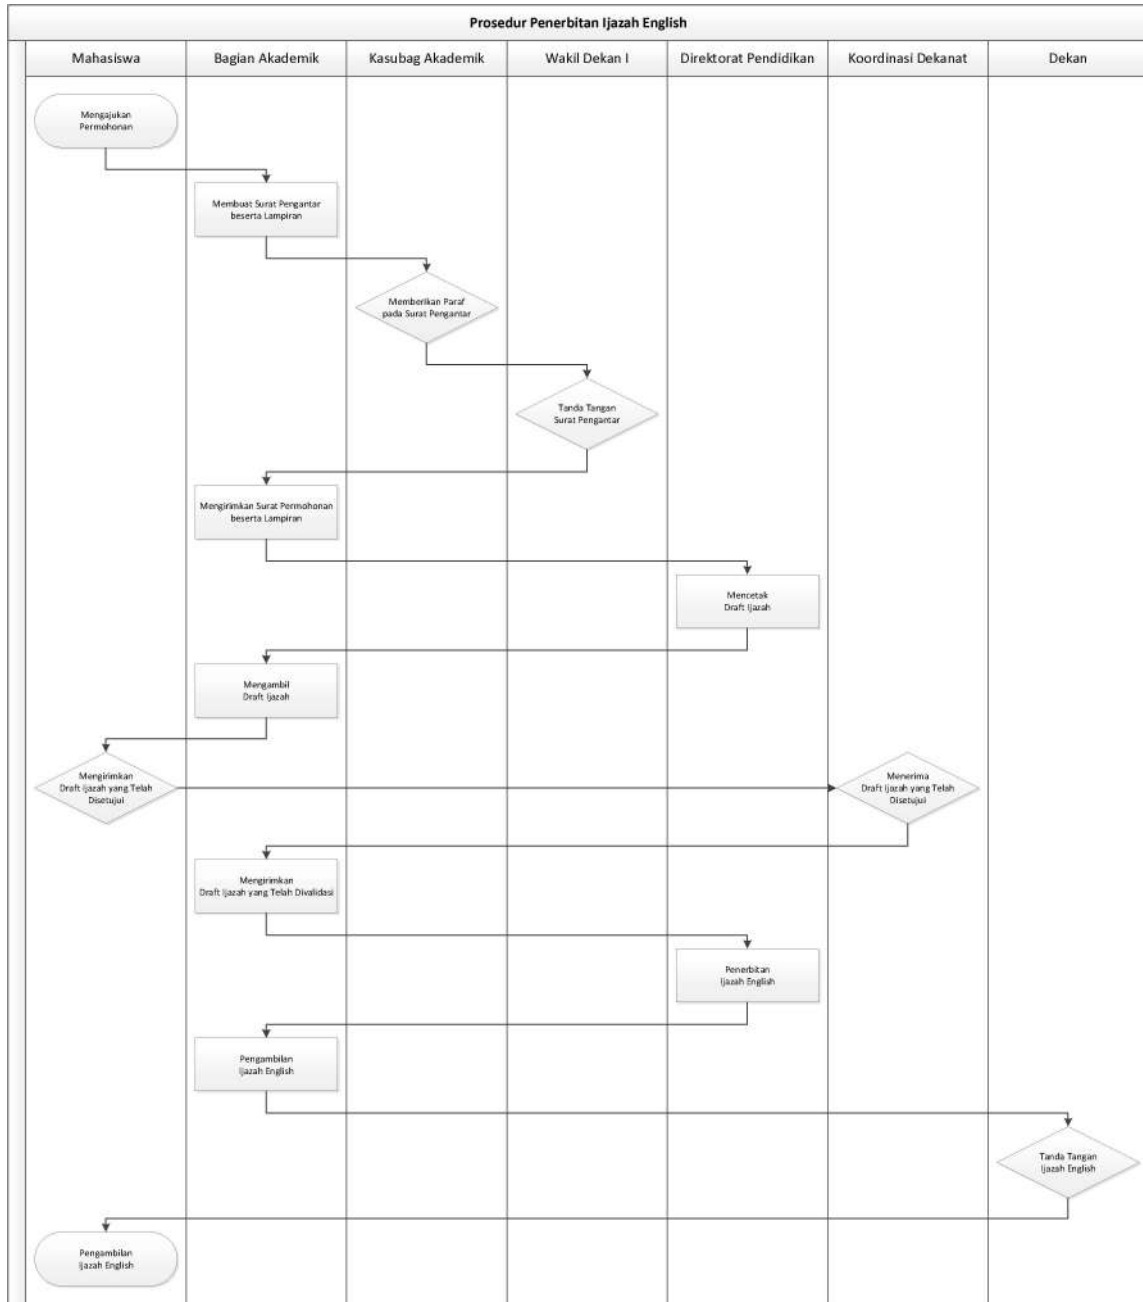 Prosedur Penerbitan Ijazah English
Mahasiswa
Bagian Akademik
Kasubag Akademik
Wakil Dekan I
Direktorat Pendidikan
Koordinasi Dekanat
Dekan
Mengajukan
Permohonan
Membuat Surat Pengantar
beserta Lampiran
Memberikan Paraf
pada Surat Pengantar
Tanda Tangan
Surat Pengantar
Mengirimkan Surat Permohonan
beserta Lampiran
Mencetak
Draft Ijazah
Mengambil
Draft Ijazah
Mengirimkan
Draft Ijazah yang Telah
Disetujui
Menerima
Draft Ijazah yang Telah
Disetujui
Mengirimkan
Draft Ijazah yang Telah Divalidasi
Penerbitan
Ijazah English
Pengambilan
Ijazah English
Tanda Tangan
Ijazah English
Pengambilan
Ijazah English